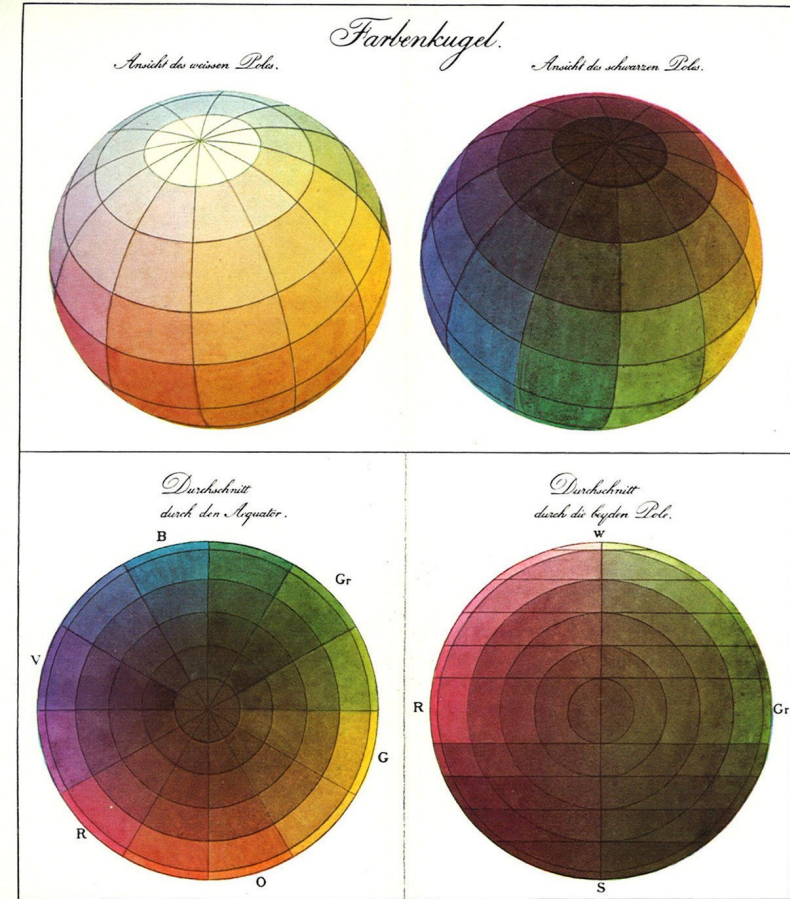 Farbenkugel.
Ansicht des weissen Poles.
Ansicht des schwarzen Poles.
Durchschnitt
durch den Aequator.
Durchschnitt
durch die beyden Pole.
B
Gr
V
G
R
O
W
R
Gr
S